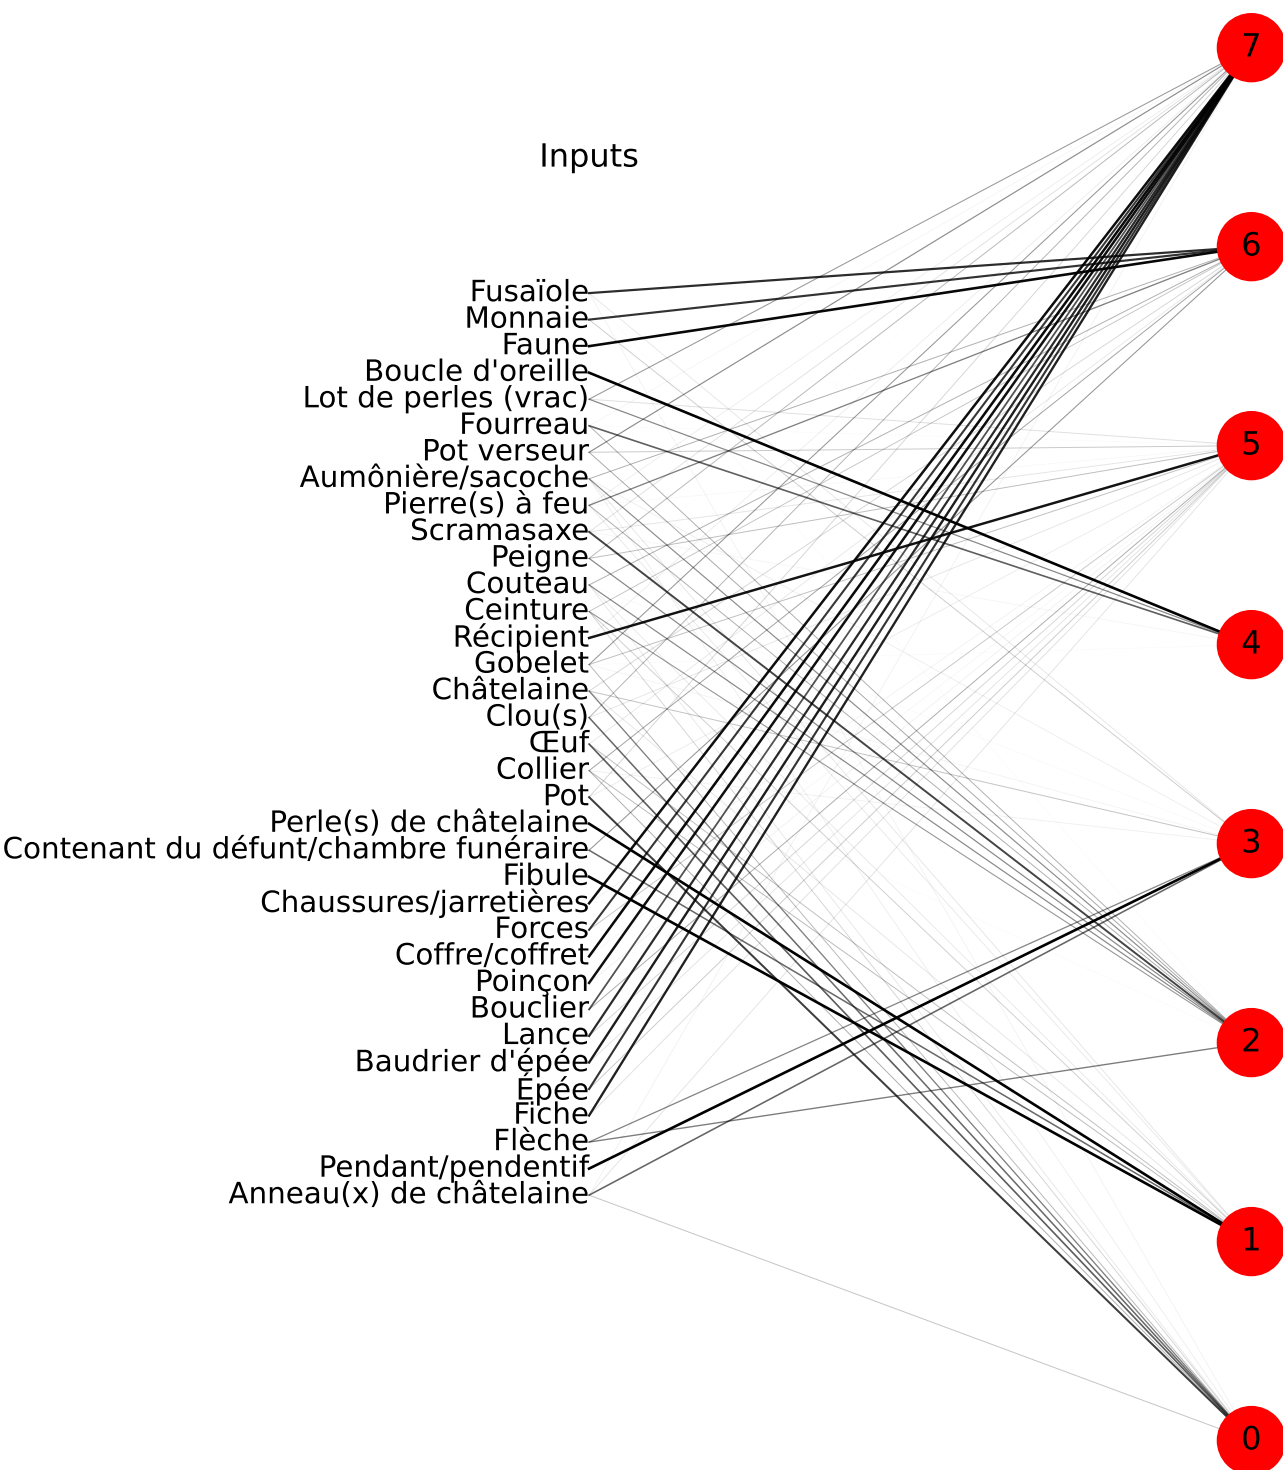 7
Inputs
6
Fusaïole
Monnaie
Faune
Boucle d'oreille
Lot de perles (vrac)
Fourreau
5
Pot verseur
Aumônière/sacoche
Pierre(s) à feu
Scramasaxe
Peigne
Couteau
Ceinture
Récipient
4
Gobelet
Châtelaine
Clou(s)
Œuf
Collier
Pot
Perle(s) de châtelaine
3
Contenant du défunt/chambre funéraire
Fibule
Chaussures/jarretières
Forces
Coffre/coffret
Poinçon
Bouclier
Lance
2
Baudrier d'épée
Épée
Fiche
Flèche
Pendant/pendentif
Anneau(x) de châtelaine
1
0